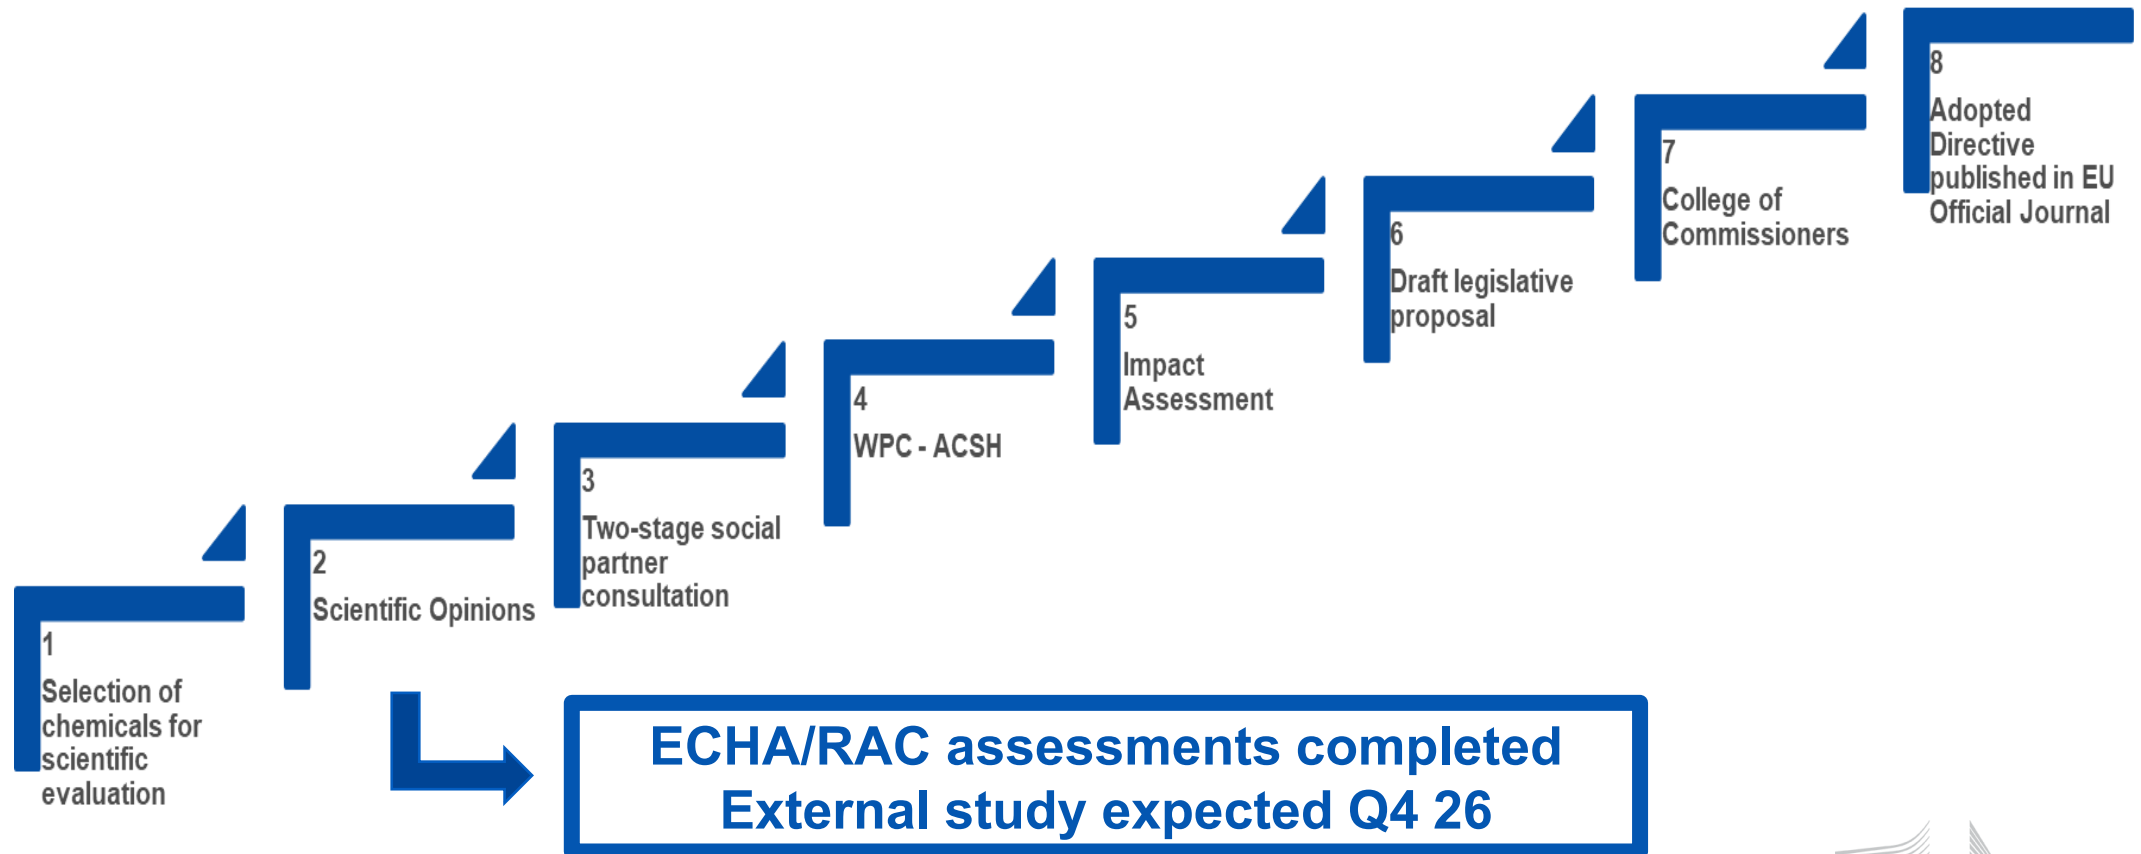 1
Selection of
chemicals for
scientific
evaluation
2
Scientific Opinions
3
Two-stage social
partner
consultation
4
WPC - ACSH
5
Impact
Assessment
6
Draft legislative
proposal
7
College of
Commissioners
8
Adopted
Directive
published in EU
Official Journal
ECHA/RAC assessments completed
External study expected Q4 26